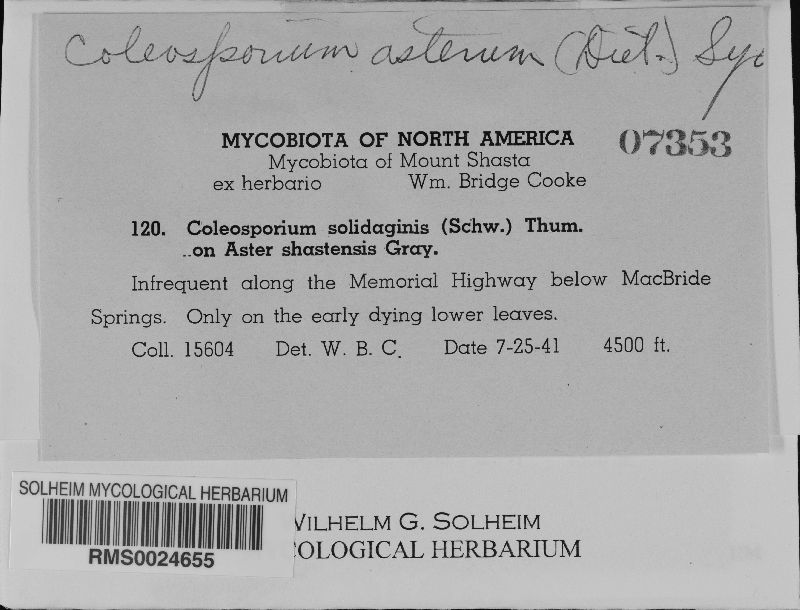 Coleosporium asterum (Diet.) Syd
MYCOBIOTA OF NORTH AMERICA 07353
Mycobiota of Mount Shasta
ex herbario Wm. Bridge Cooke
120. Coleosporium solidaginis (Schw.) Thum.
..on Aster shastensis Gray.
Infrequent along the Memorial Highway below MacBride
Springs. Only on the early dying lower leaves.
Coll. 15604 Det. W. B. C. Date 7-25-41 4500 ft.
SOLHEIM MYCOLOGICAL HERBARIUM
RMS0024655
VILHELM G. SOLHEIM
COLOGICAL HERBARIUM